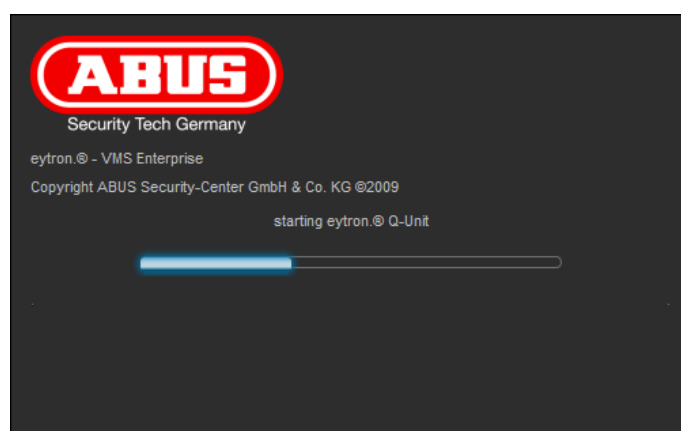 ABUS
Security Tech Germany
eytron.® - VMS Enterprise
Copyright ABUS Security-Center GmbH & Co. KG ©2009
starting eytron.® Q-Unit